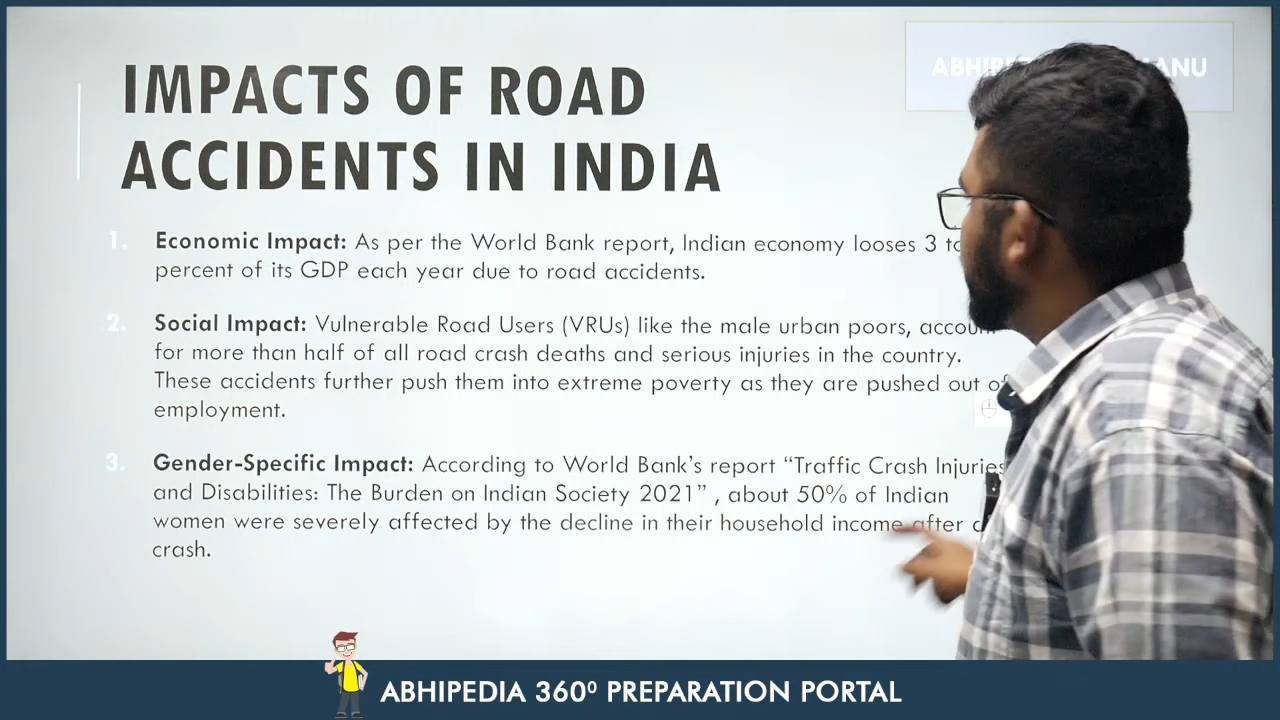 IMPACTS OF ROAD
ACCIDENTS IN INDIA
1. Economic Impact: As per the World Bank report, Indian economy looses 3 to
percent of its GDP each year due to road accidents.
2. Social Impact: Vulnerable Road Users (VRUs) like the male urban poors,
for more than half of all road crash deaths and serious injuries in the country.
These accidents further push them into extreme poverty as they are pushed out of
employment.
3. Gender-Specific Impact: According to World Bank’s report “Traffic Crash Injuries
and Disabilities: The Burden on Indian Society 2021” , about 50% of Indian
women were severely affected by the decline in their household income after
crash.
ABHIPEDIA 360⁰ PREPARATION PORTAL